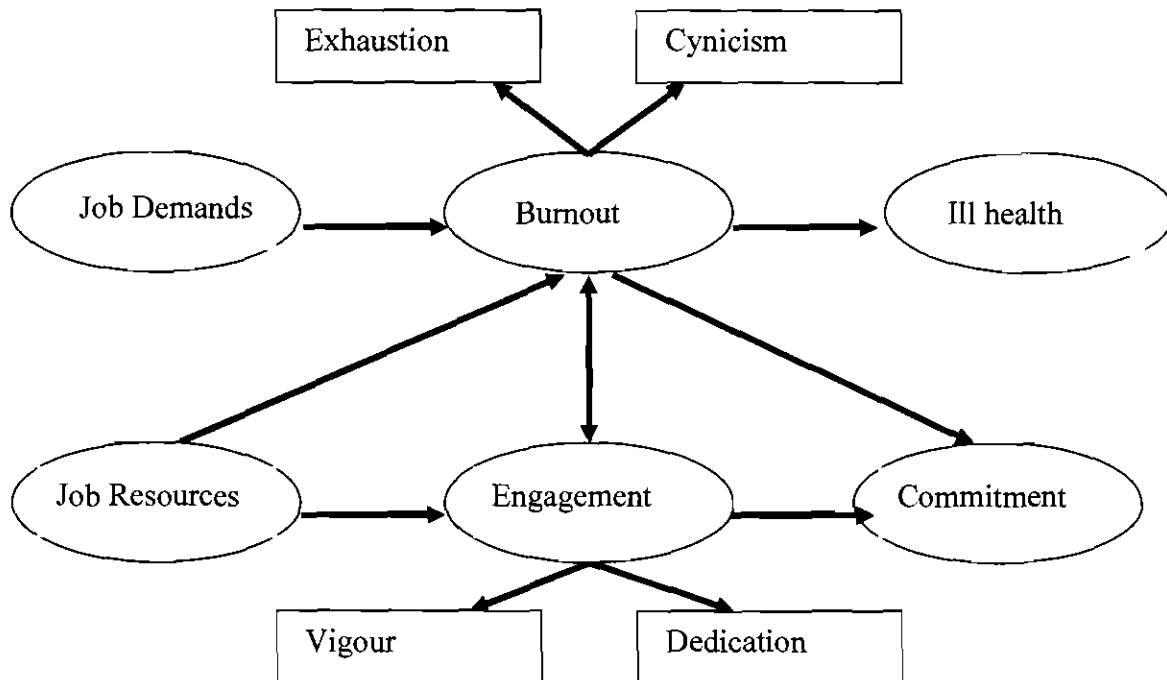 Exhaustion
Cynicism
Job Demands
Burnout
Ill health
Job Resources
Engagement
Commitment
Vigour
Dedication